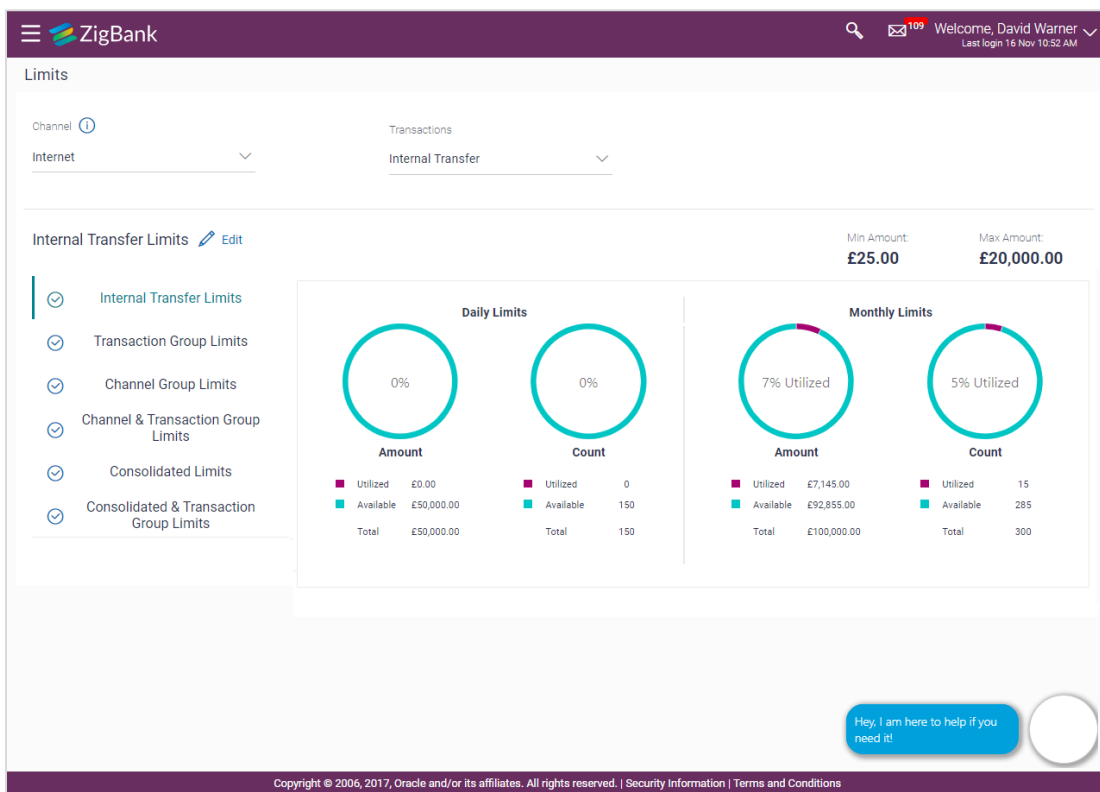 ZigBank
109
Welcome, David Warner
Last login 16 Nov 10:52 AM
Limits
Channel
Transactions
Internet
Internal Transfer
Internal Transfer Limits Edit
Min Amount: Max Amount:
£25.00 £20,000.00
Internal Transfer Limits
Transaction Group Limits
Channel Group Limits
Channel & Transaction Group
Limits
Consolidated Limits
Consolidated & Transaction
Group Limits
Daily Limits
0% 0%
Amount Count
Utilized £0.00 Utilized 0
Available £50,000.00 Available 150
Total £50,000.00 Total 150
Monthly Limits
7% Utilized 5% Utilized
Amount Count
Utilized £7,145.00 Utilized 15
Available £92,855.00 Available 285
Total £100,000.00 Total 300
Hey, I am here to help if you
need it!
Copyright © 2006, 2017, Oracle and/or its affiliates. All rights reserved. | Security Information | Terms and Conditions